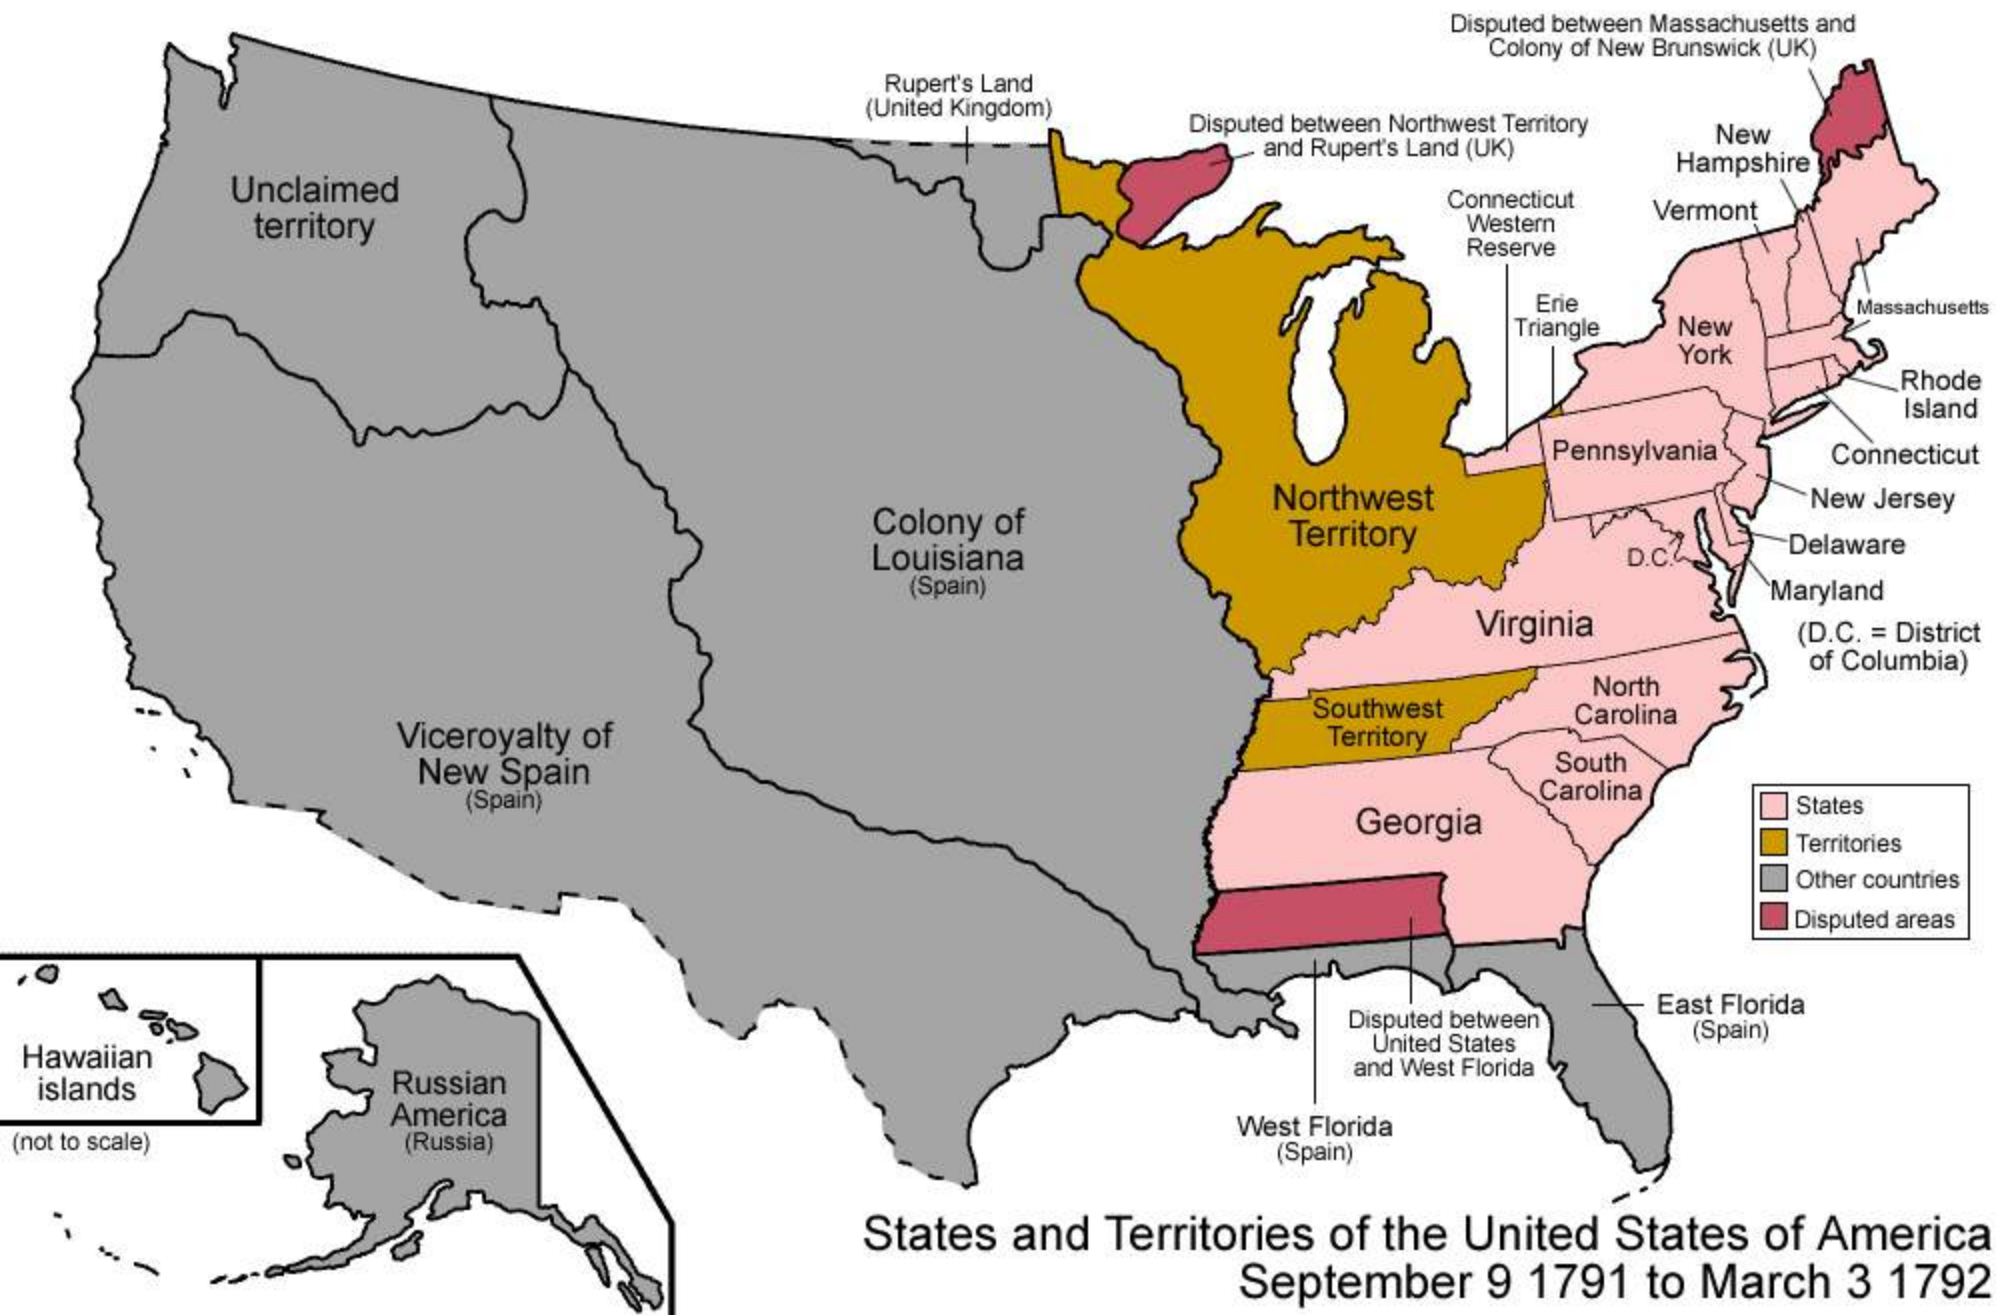 Disputed between Massachusetts and
Colony of New Brunswick (UK)
Rupert's Land
(United Kingdom)
Disputed between Northwest Territory
and Rupert's Land (UK)
New
Hampshire
Vermont
Connecticut
Western
Reserve
Erie
Triangle
Massachusetts
New
York
Rhode
Island
Connecticut
Pennsylvania
New Jersey
Delaware
D.C.
Maryland
(D.C. = District
of Columbia)
Unclaimed
territory
Colony of
Louisiana
(Spain)
Northwest
Territory
Virginia
Southwest
Territory
North
Carolina
South
Carolina
Georgia
Viceroyalty of
New Spain
(Spain)
States
Territories
Other countries
Disputed areas
East Florida
(Spain)
Disputed between
United States
and West Florida
West Florida
(Spain)
Hawaiian
islands
(not to scale)
Russian
America
(Russia)
States and Territories of the United States of America
September 9 1791 to March 3 1792